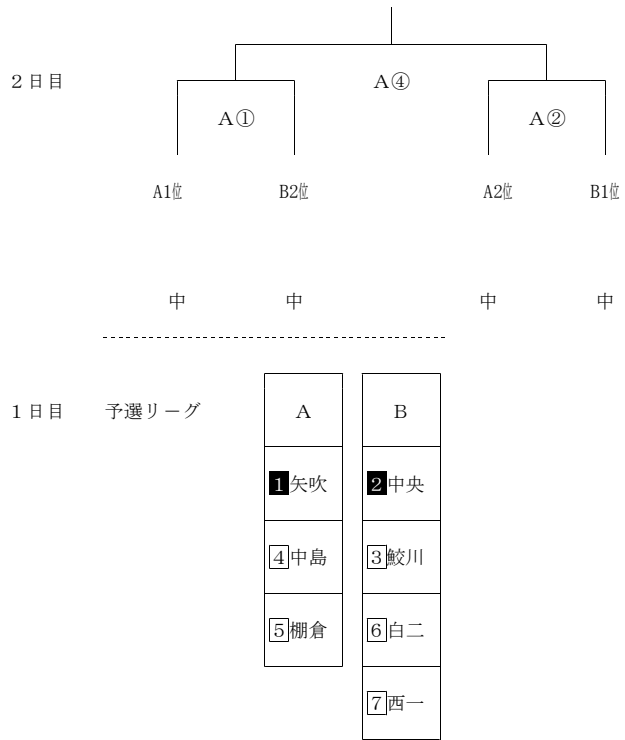 ２日目
Ａ④
Ａ① Ａ②
A1位 B2位 A2位 B1位
中 中 中 中
１日目 予選リーグ Ａ Ｂ
1矢吹 2中央
4中島 3鮫川
5棚倉 6白二
7西一